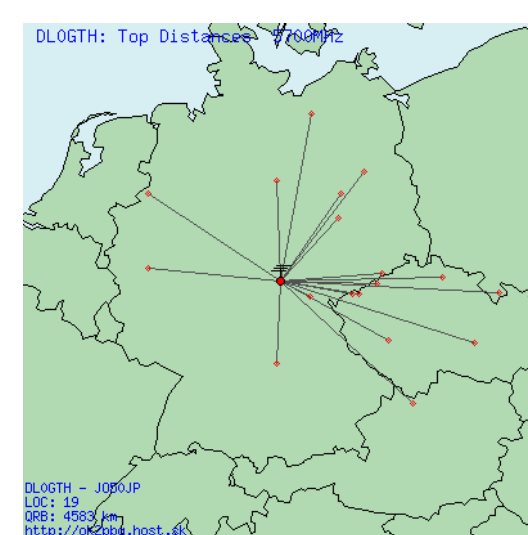 DL0GTH: Top Distances 5700MHz
DL0GTH - JO50JP
LOC: 19
QRB: 4583 km
http://ok2pbq.host.sk